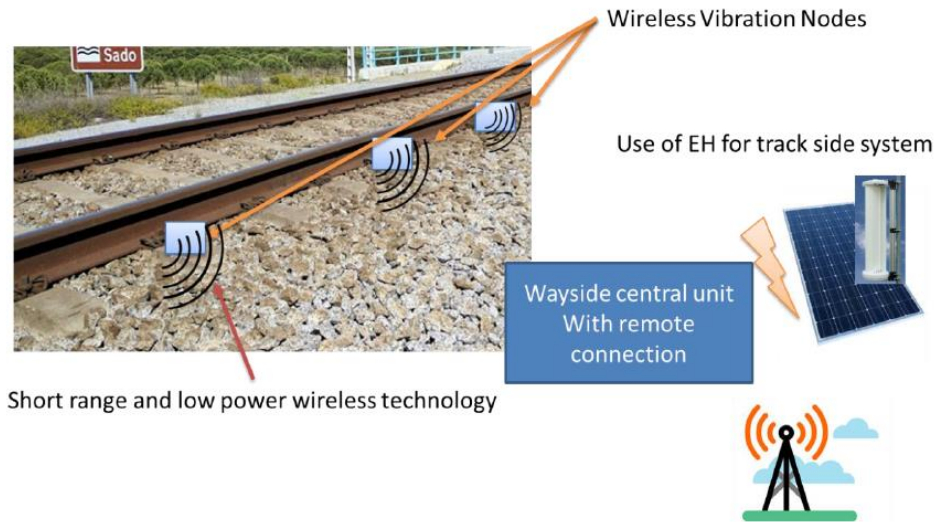 Wireless Vibration Nodes
Sado
Use of EH for track side system
Wayside central unit
With remote
connection
Short range and low power wireless technology